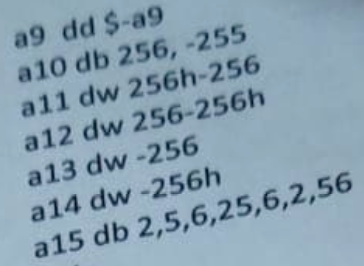 a9 dd $-a9
a10 db 256, -255
a11 dw 256h-256
a12 dw 256-256h
a13 dw -256
a14 dw -256h
a15 db 2,5,6,25,6,2,56